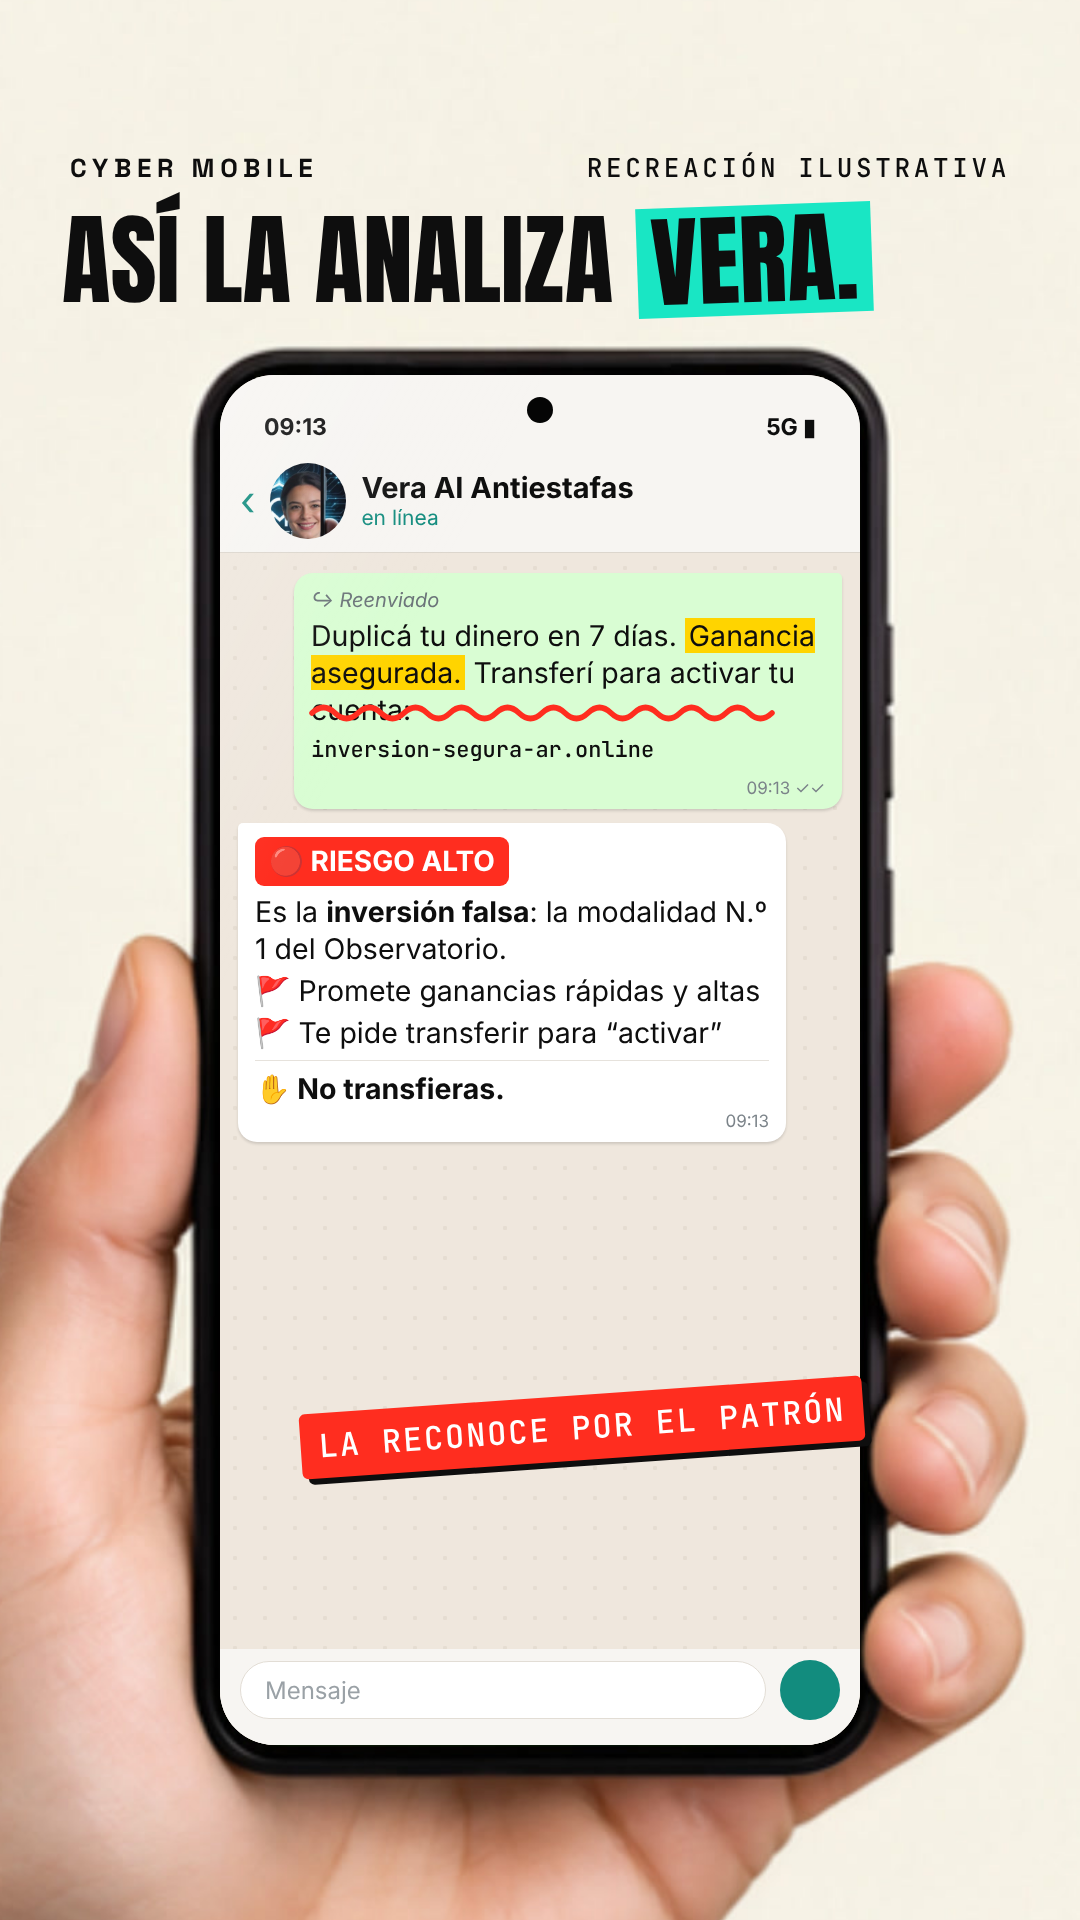 CYBER MOBILE
RECREACIÓN ILUSTRATIVA
ASÍ LA ANALIZA VERA.
09:13
5G
Vera AI Antiestafas
en línea
Reenviado
Duplicá tu dinero en 7 días. Ganancia
asegurada. Transferí para activar tu
cuenta:
inversion-segura-ar.online
09:13
RIESGO ALTO
Es la inversión falsa: la modalidad N.º
1 del Observatorio.
Promete ganancias rápidas y altas
Te pide transferir para “activar”
No transfieras.
09:13
LA RECONOCE POR EL PATRÓN
Mensaje